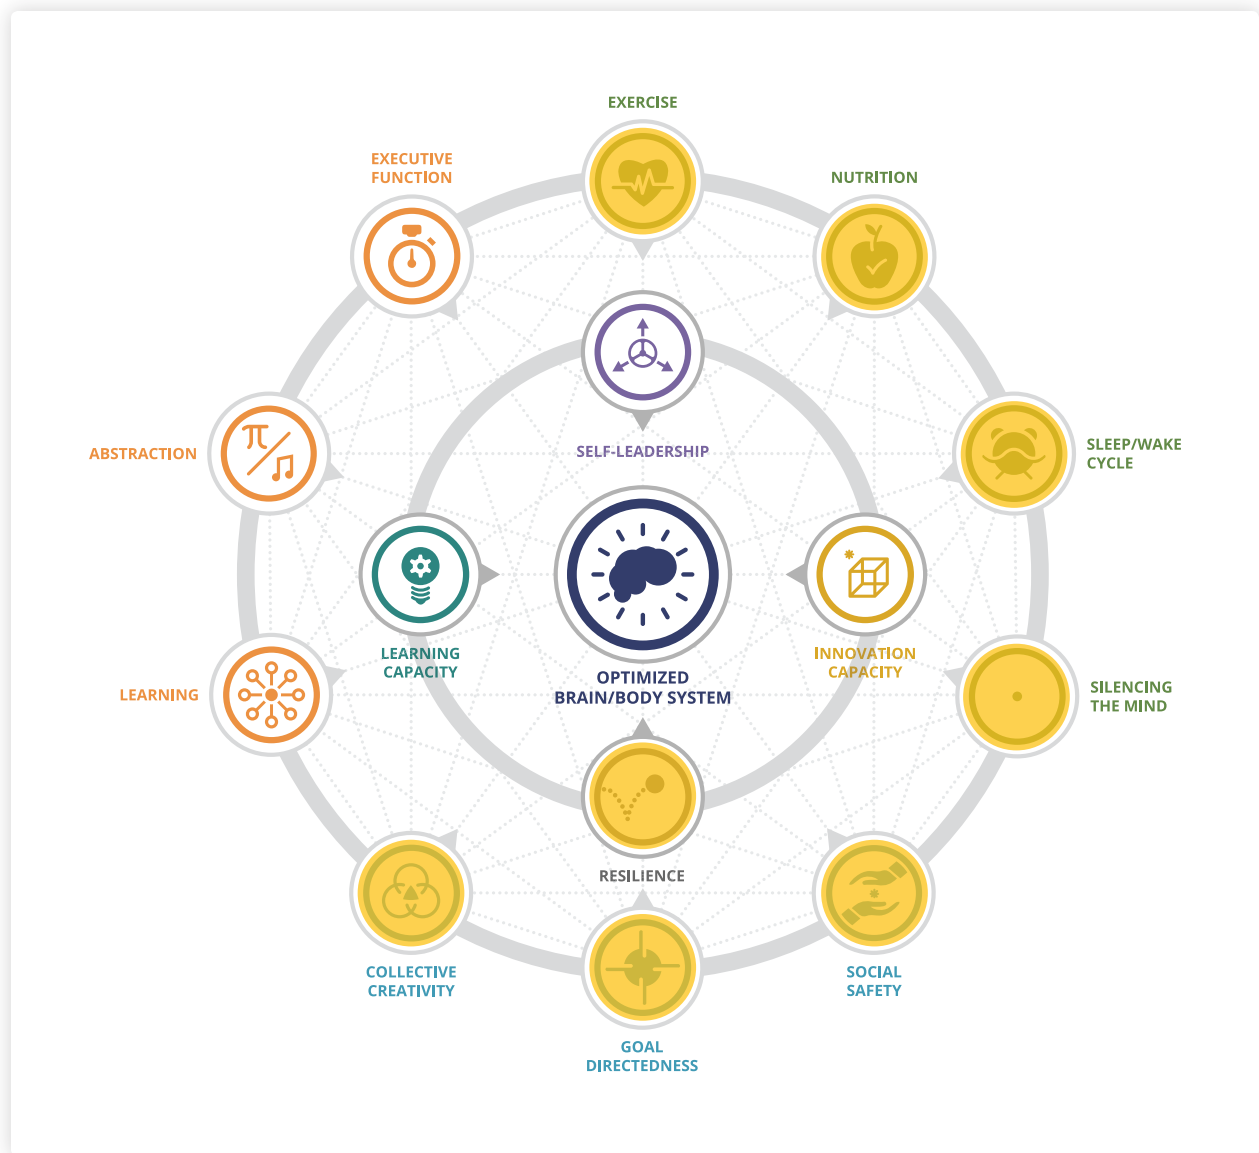 EXERCISE
EXECUTIVE
FUNCTION
NUTRITION
ABSTRACTION
SLEEP/WAKE
CYCLE
SELF-LEADERSHIP
LEARNING
CAPACITY
INNOVATION
CAPACITY
OPTIMIZED
BRAIN/BODY SYSTEM
LEARNING
SILENCING
THE MIND
RESILIENCE
COLLECTIVE
CREATIVITY
SOCIAL
SAFETY
GOAL
DIRECTEDNESS
π